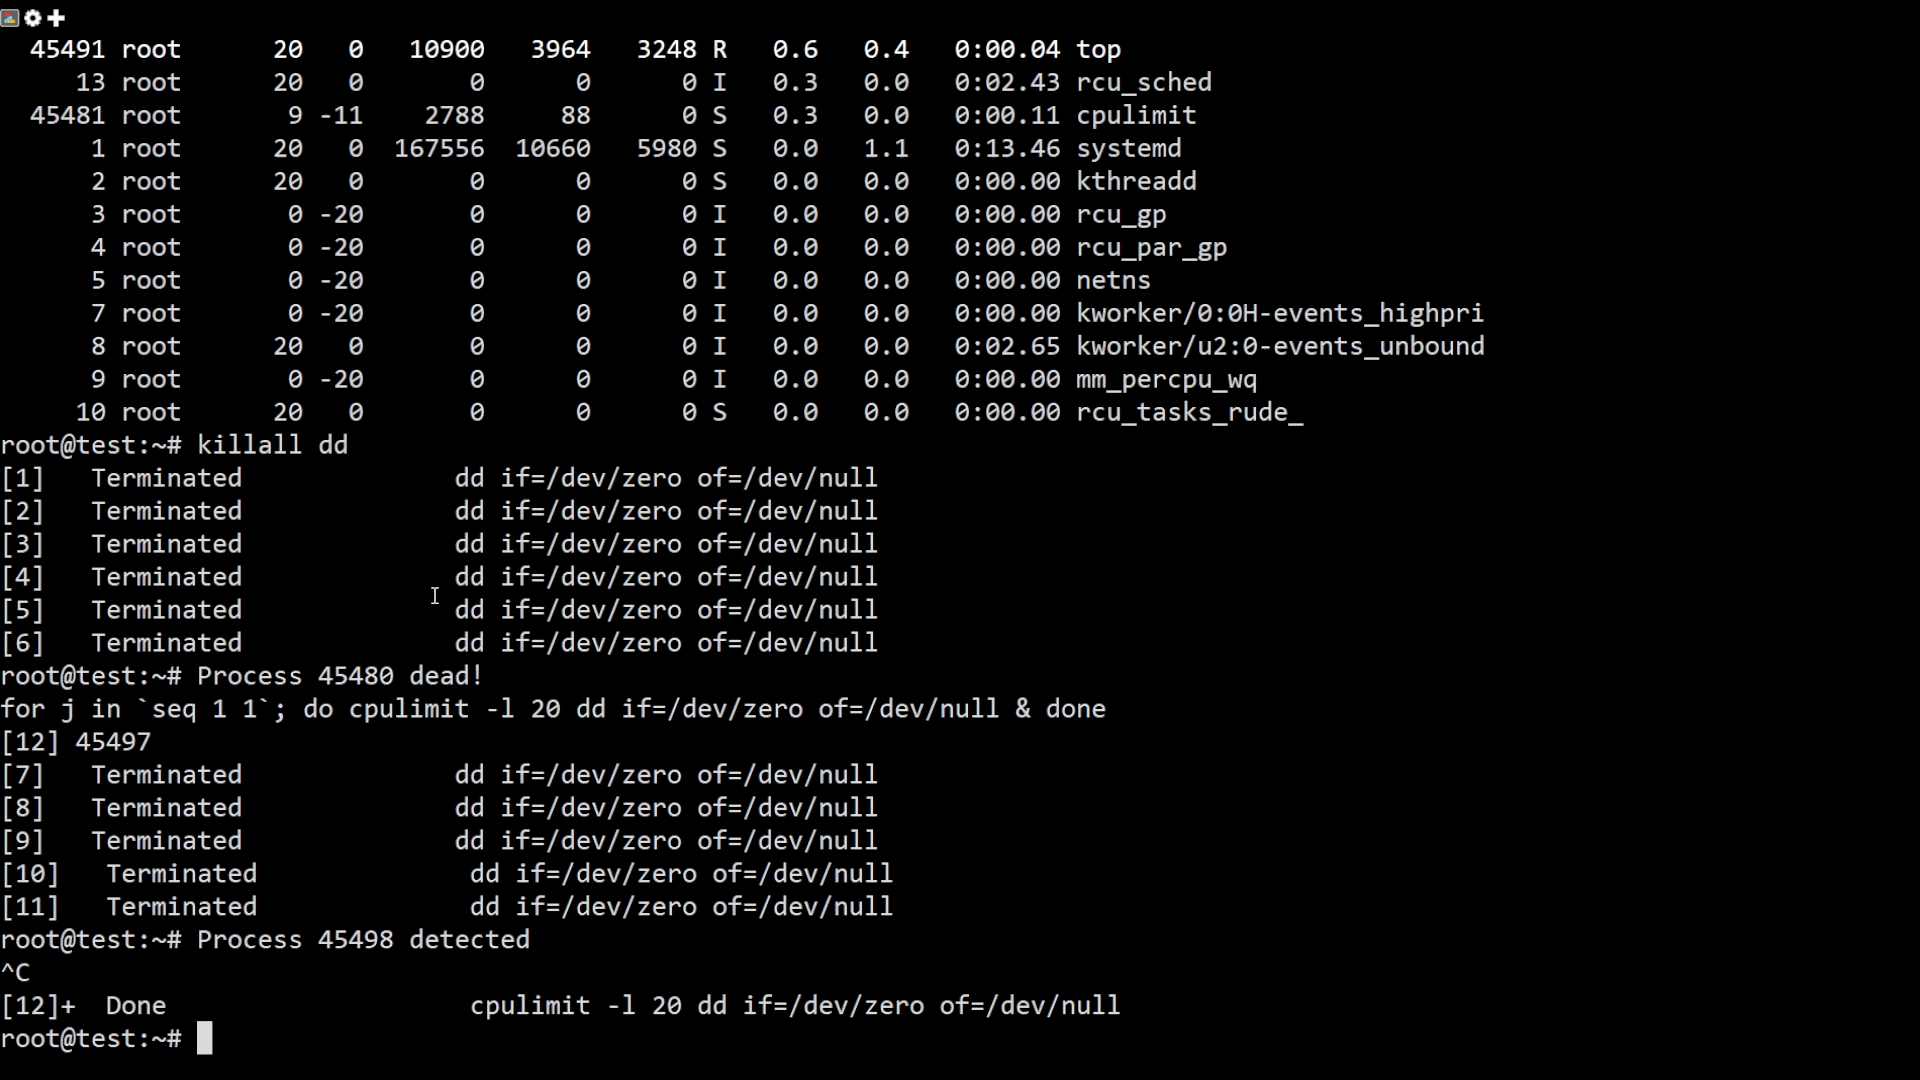 45491 root 20 0 10900 3964 3248 R 0.6 0.4 0:00.04 top
13 root 20 0 0 0 0 I 0.3 0.0 0:02.43 rcu_sched
45481 root 9 -11 2788 88 0 S 0.3 0.0 0:00.11 cpulimit
1 root 20 0 167556 10660 5980 S 0.0 1.1 0:13.46 systemd
2 root 20 0 0 0 0 S 0.0 0.0 0:00.00 kthreadd
3 root 0 -20 0 0 0 I 0.0 0.0 0:00.00 rcu_gp
4 root 0 -20 0 0 0 I 0.0 0.0 0:00.00 rcu_par_gp
5 root 0 -20 0 0 0 I 0.0 0.0 0:00.00 netns
7 root 0 -20 0 0 0 I 0.0 0.0 0:00.00 kworker/0:0H-events_highpri
8 root 20 0 0 0 0 I 0.0 0.0 0:02.65 kworker/u2:0-events_unbound
9 root 0 -20 0 0 0 I 0.0 0.0 0:00.00 mm_percpu_wq
10 root 20 0 0 0 0 S 0.0 0.0 0:00.00 rcu_tasks_rude_
root@test:~# killall dd
[1] Terminated dd if=/dev/zero of=/dev/null
[2] Terminated dd if=/dev/zero of=/dev/null
[3] Terminated dd if=/dev/zero of=/dev/null
[4] Terminated dd if=/dev/zero of=/dev/null
[5] Terminated dd if=/dev/zero of=/dev/null
[6] Terminated dd if=/dev/zero of=/dev/null
root@test:~# Process 45480 dead!
for j in `seq 1 1`; do cpulimit -l 20 dd if=/dev/zero of=/dev/null & done
[12] 45497
[7] Terminated dd if=/dev/zero of=/dev/null
[8] Terminated dd if=/dev/zero of=/dev/null
[9] Terminated dd if=/dev/zero of=/dev/null
[10] Terminated dd if=/dev/zero of=/dev/null
[11] Terminated dd if=/dev/zero of=/dev/null
root@test:~# Process 45498 detected
^C
[12]+ Done cpulimit -l 20 dd if=/dev/zero of=/dev/null
root@test:~#